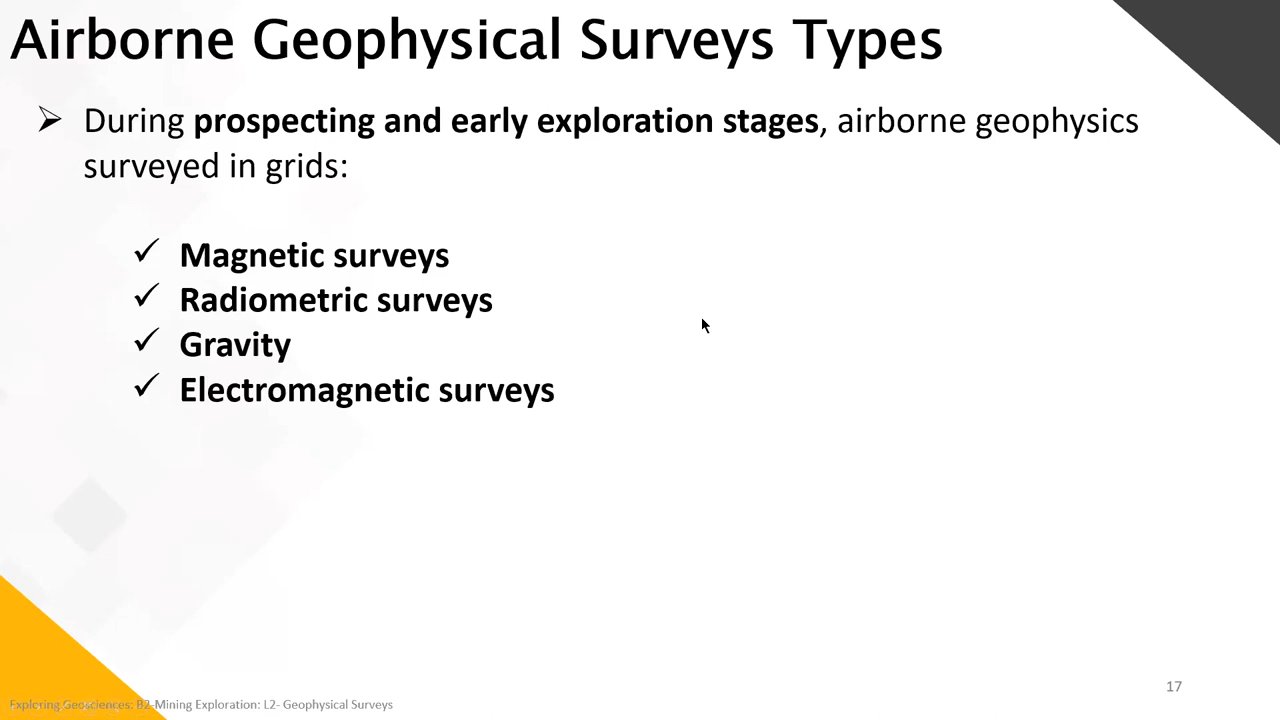 Airborne Geophysical Surveys Types
➢ During prospecting and early exploration stages, airborne geophysics
surveyed in grids:
✓ Magnetic surveys
✓ Radiometric surveys
✓ Gravity
✓ Electromagnetic surveys
17
Exploring Geosciences: B2-Mining Exploration: L2- Geophysical Surveys